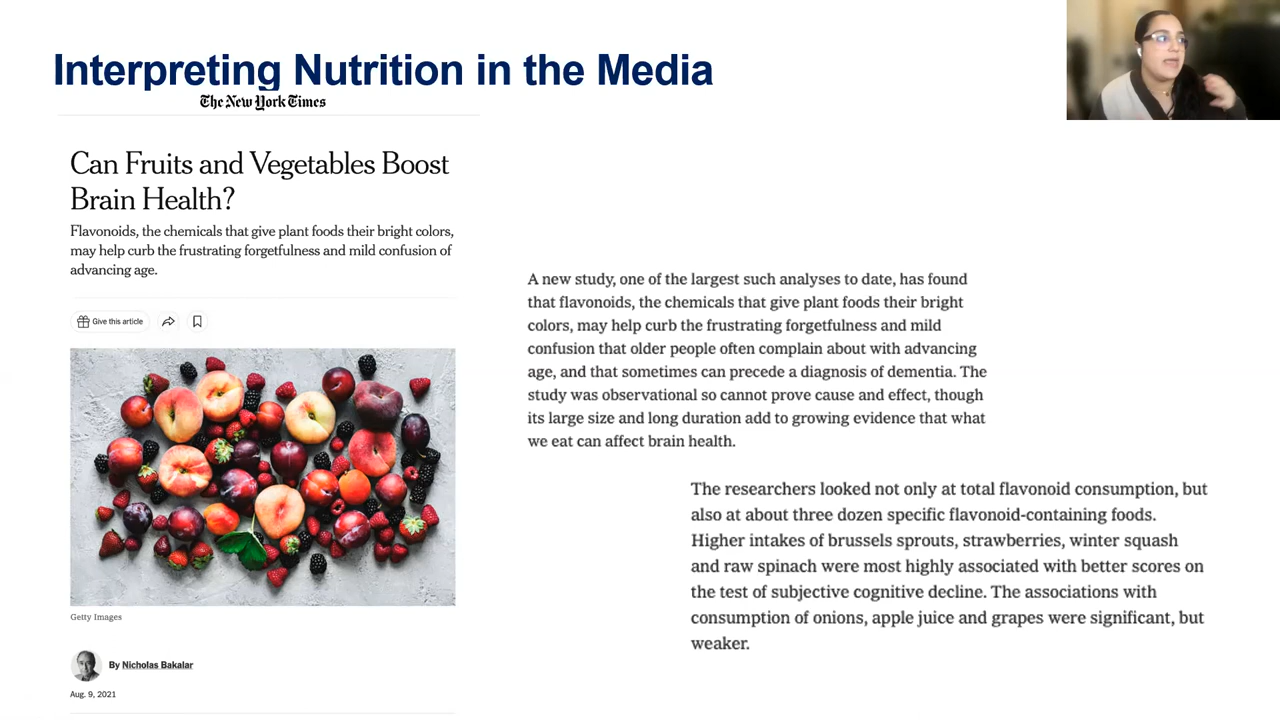 Interpreting Nutrition in the Media
The New York Times
Can Fruits and Vegetables Boost
Brain Health?
Flavonoids, the chemicals that give plant foods their bright colors,
may help curb the frustrating forgetfulness and mild confusion of
advancing age.
Give this article
Getty Images
By Nicholas Bakalar
Aug. 9, 2021
A new study, one of the largest such analyses to date, has found
that flavonoids, the chemicals that give plant foods their bright
colors, may help curb the frustrating forgetfulness and mild
confusion that older people often complain about with advancing
age, and that sometimes can precede a diagnosis of dementia. The
study was observational so cannot prove cause and effect, though
its large size and long duration add to growing evidence that what
we eat can affect brain health.
The researchers looked not only at total flavonoid consumption, but
also at about three dozen specific flavonoid-containing foods.
Higher intakes of brussels sprouts, strawberries, winter squash
and raw spinach were most highly associated with better scores on
the test of subjective cognitive decline. The associations with
consumption of onions, apple juice and grapes were significant, but
weaker.